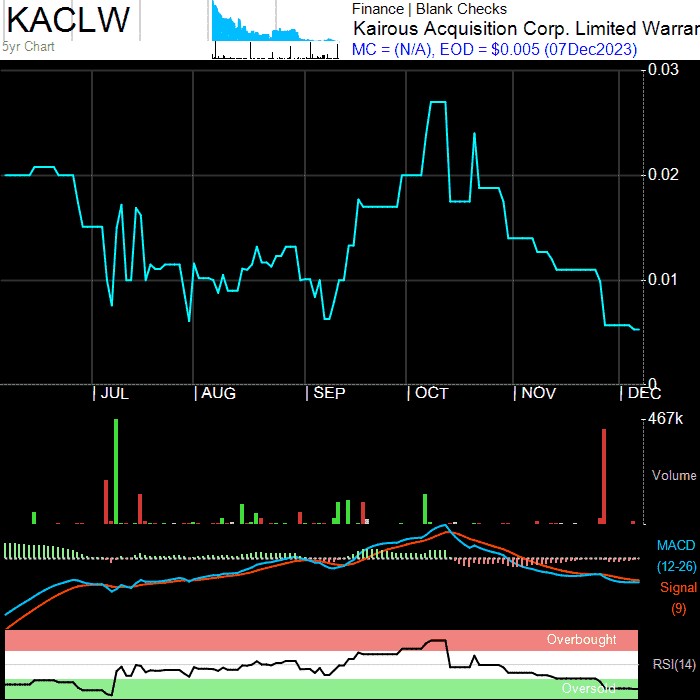 KACLW
5yr Chart
Finance | Blank Checks
Kairous Acquisition Corp. Limited Warrar
MC = (N/A), EOD = $0.005 (07Dec2023)
0.03
0.02
0.01
0
| JUL | AUG | SEP | OCT | NOV | DEC
467k
Volume
MACD
(12-26)
Signal
(9)
Overbought
RSI(14)
Oversold